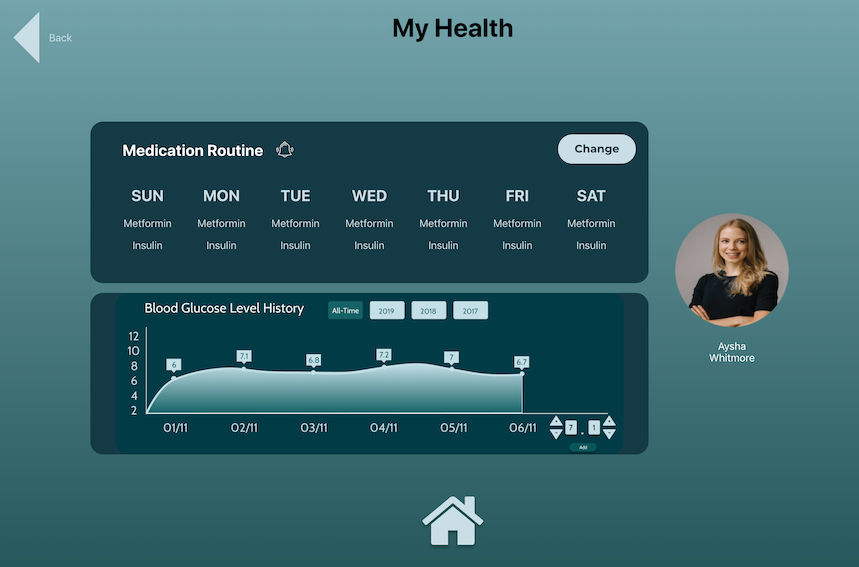 My Health
Back
Medication Routine
Change
SUN MON TUE WED THU FRI SAT
Metformin Metformin Metformin Metformin Metformin Metformin Metformin
Insulin Insulin Insulin Insulin Insulin Insulin Insulin
Blood Glucose Level History
All-Time 2019 2018 2017
12
10
8
6
4
2
6 7.1 6.8 7.2 7 6.7
01/11 02/11 03/11 04/11 05/11 06/11
7 . 1
Add
Aysha
Whitmore